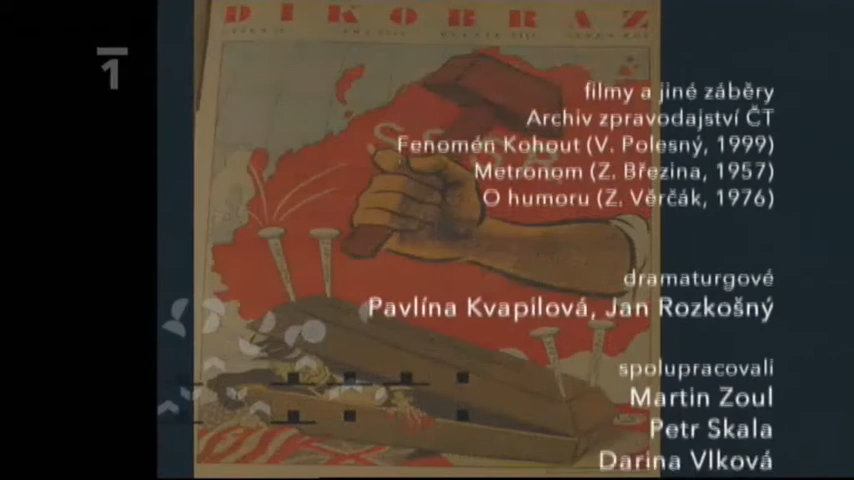 DIKOBRAZ
1
filmy a jiné záběry
Archiv zpravodajství ČT
Fenomén Kohout (V. Polesný, 1999)
Metronom (Z. Březina, 1957)
O humoru (Z. Věrčák, 1976)
dramaturgové
Pavlína Kvapilová, Jan Rozkošný
spolupracovali
Martin Zoul
Petr Skala
Darina Vlková